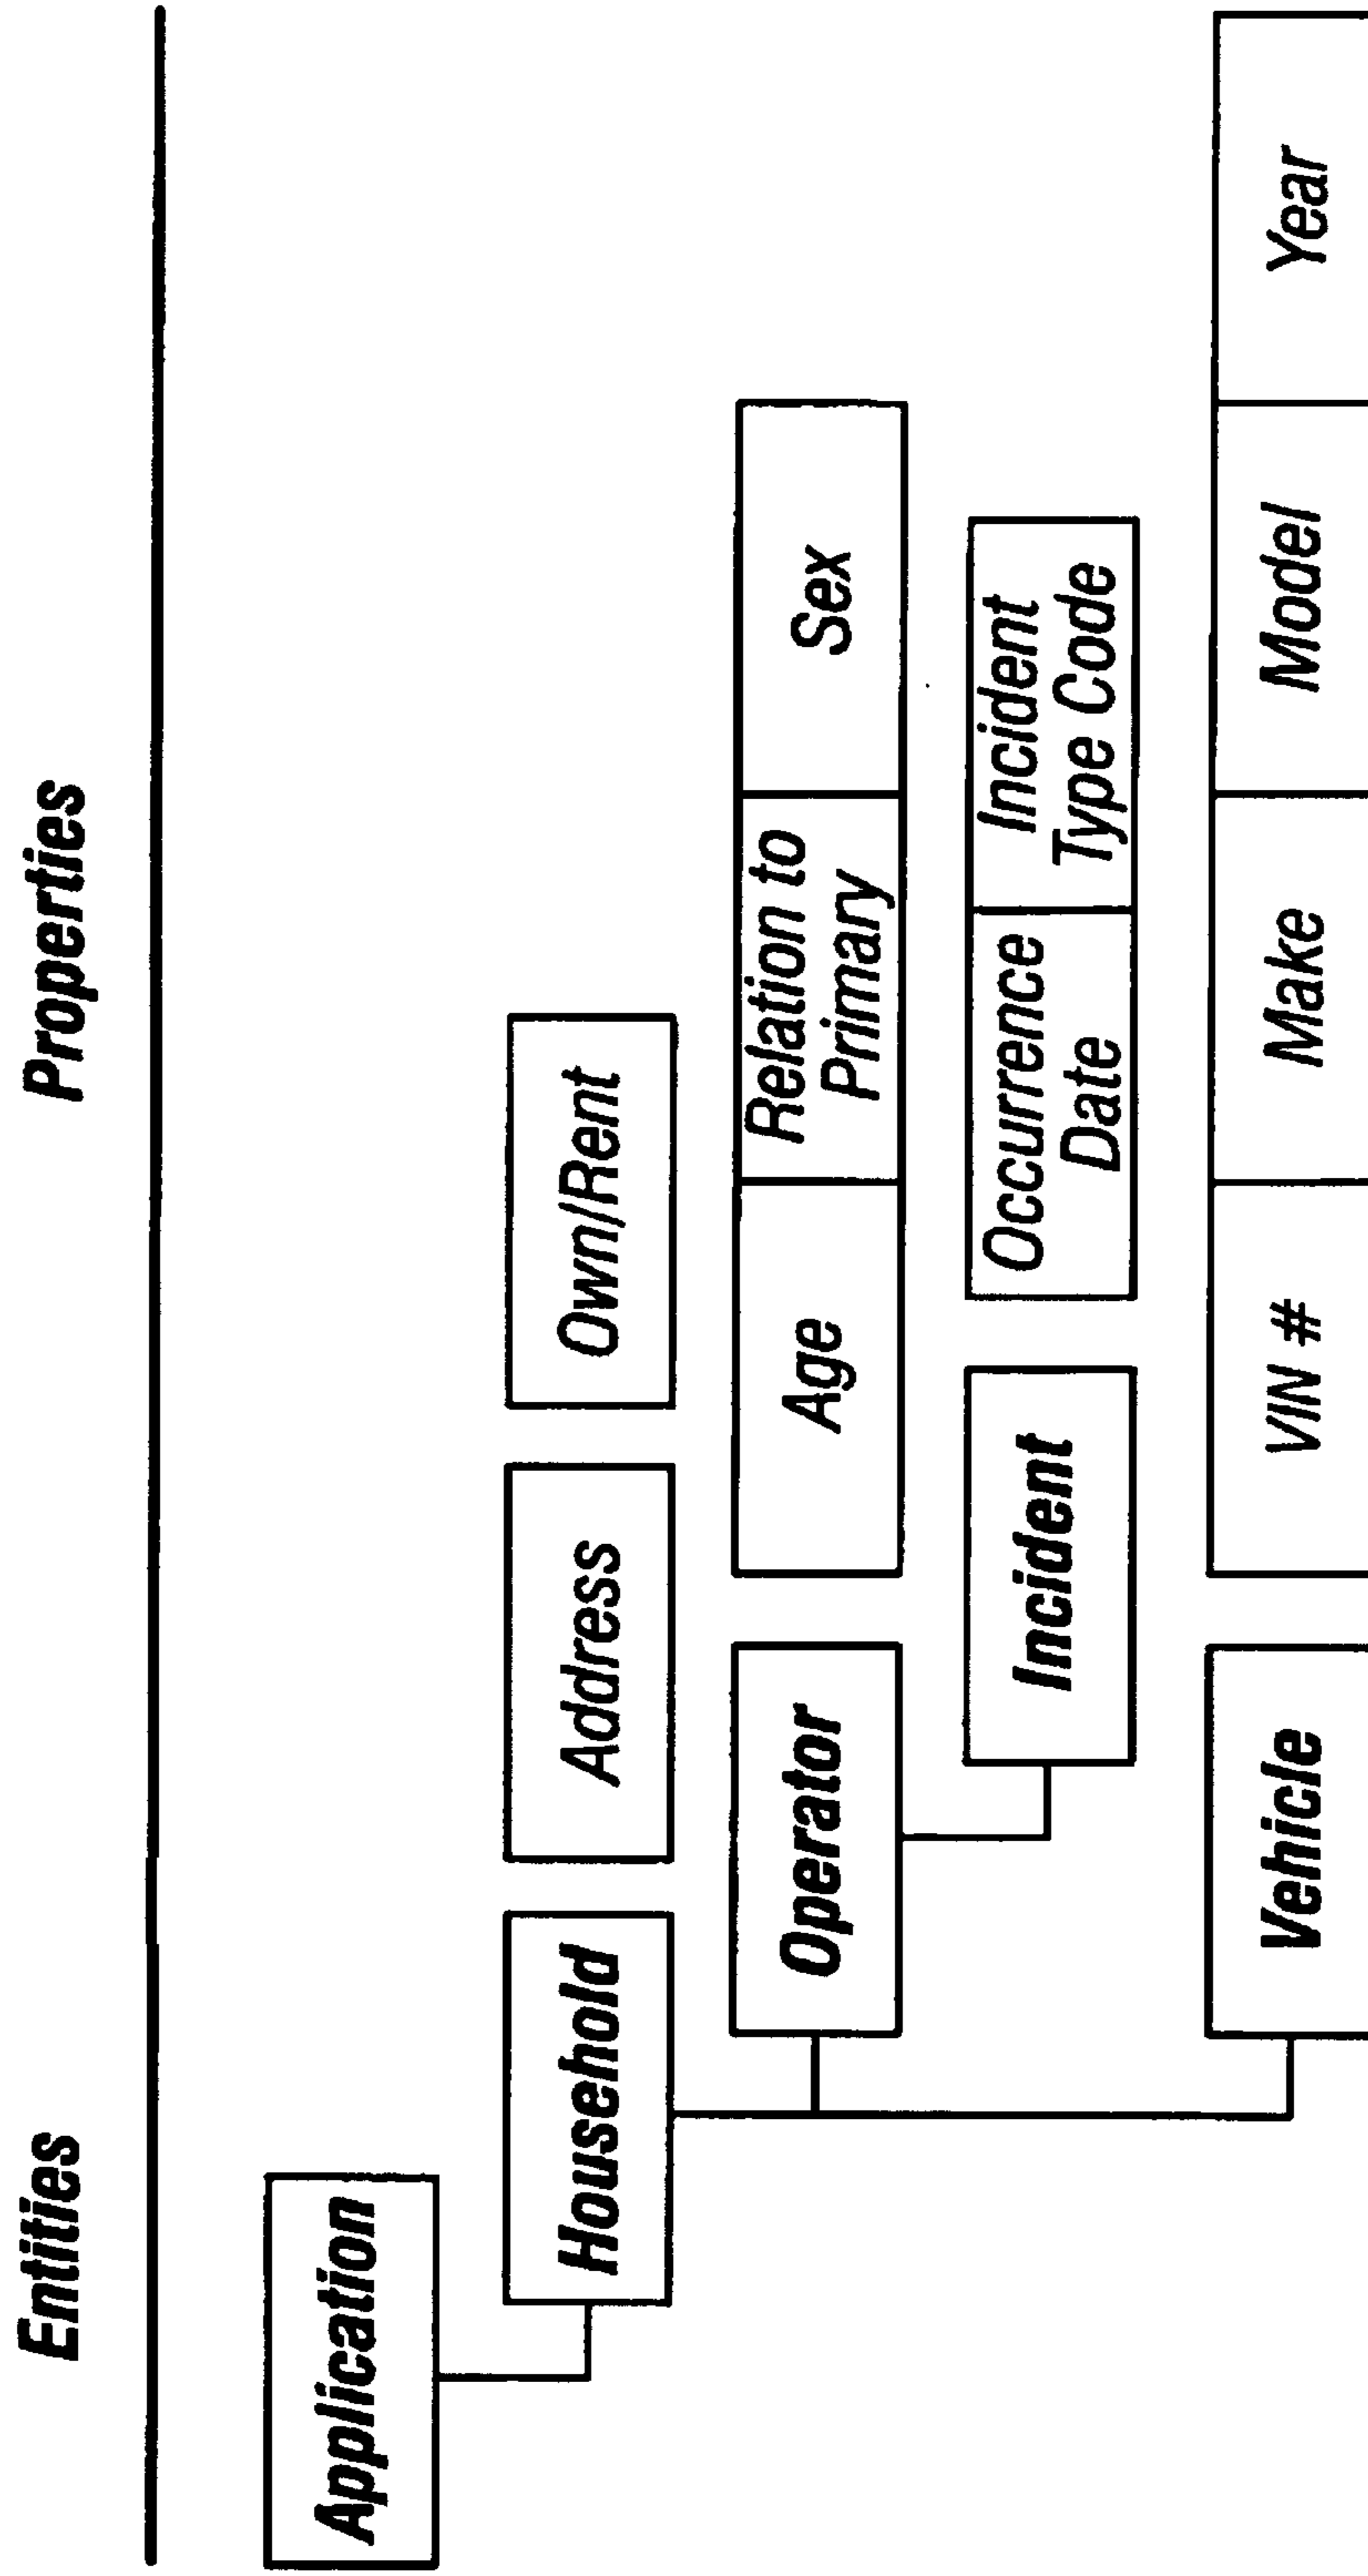 Entities
Properties
Application
Household
Address
Own/Rent
Operator
Age
Relation to
Primary
Sex
Incident
Occurrence
Date
Incident
Type Code
Vehicle
VIN #
Make
Model
Year